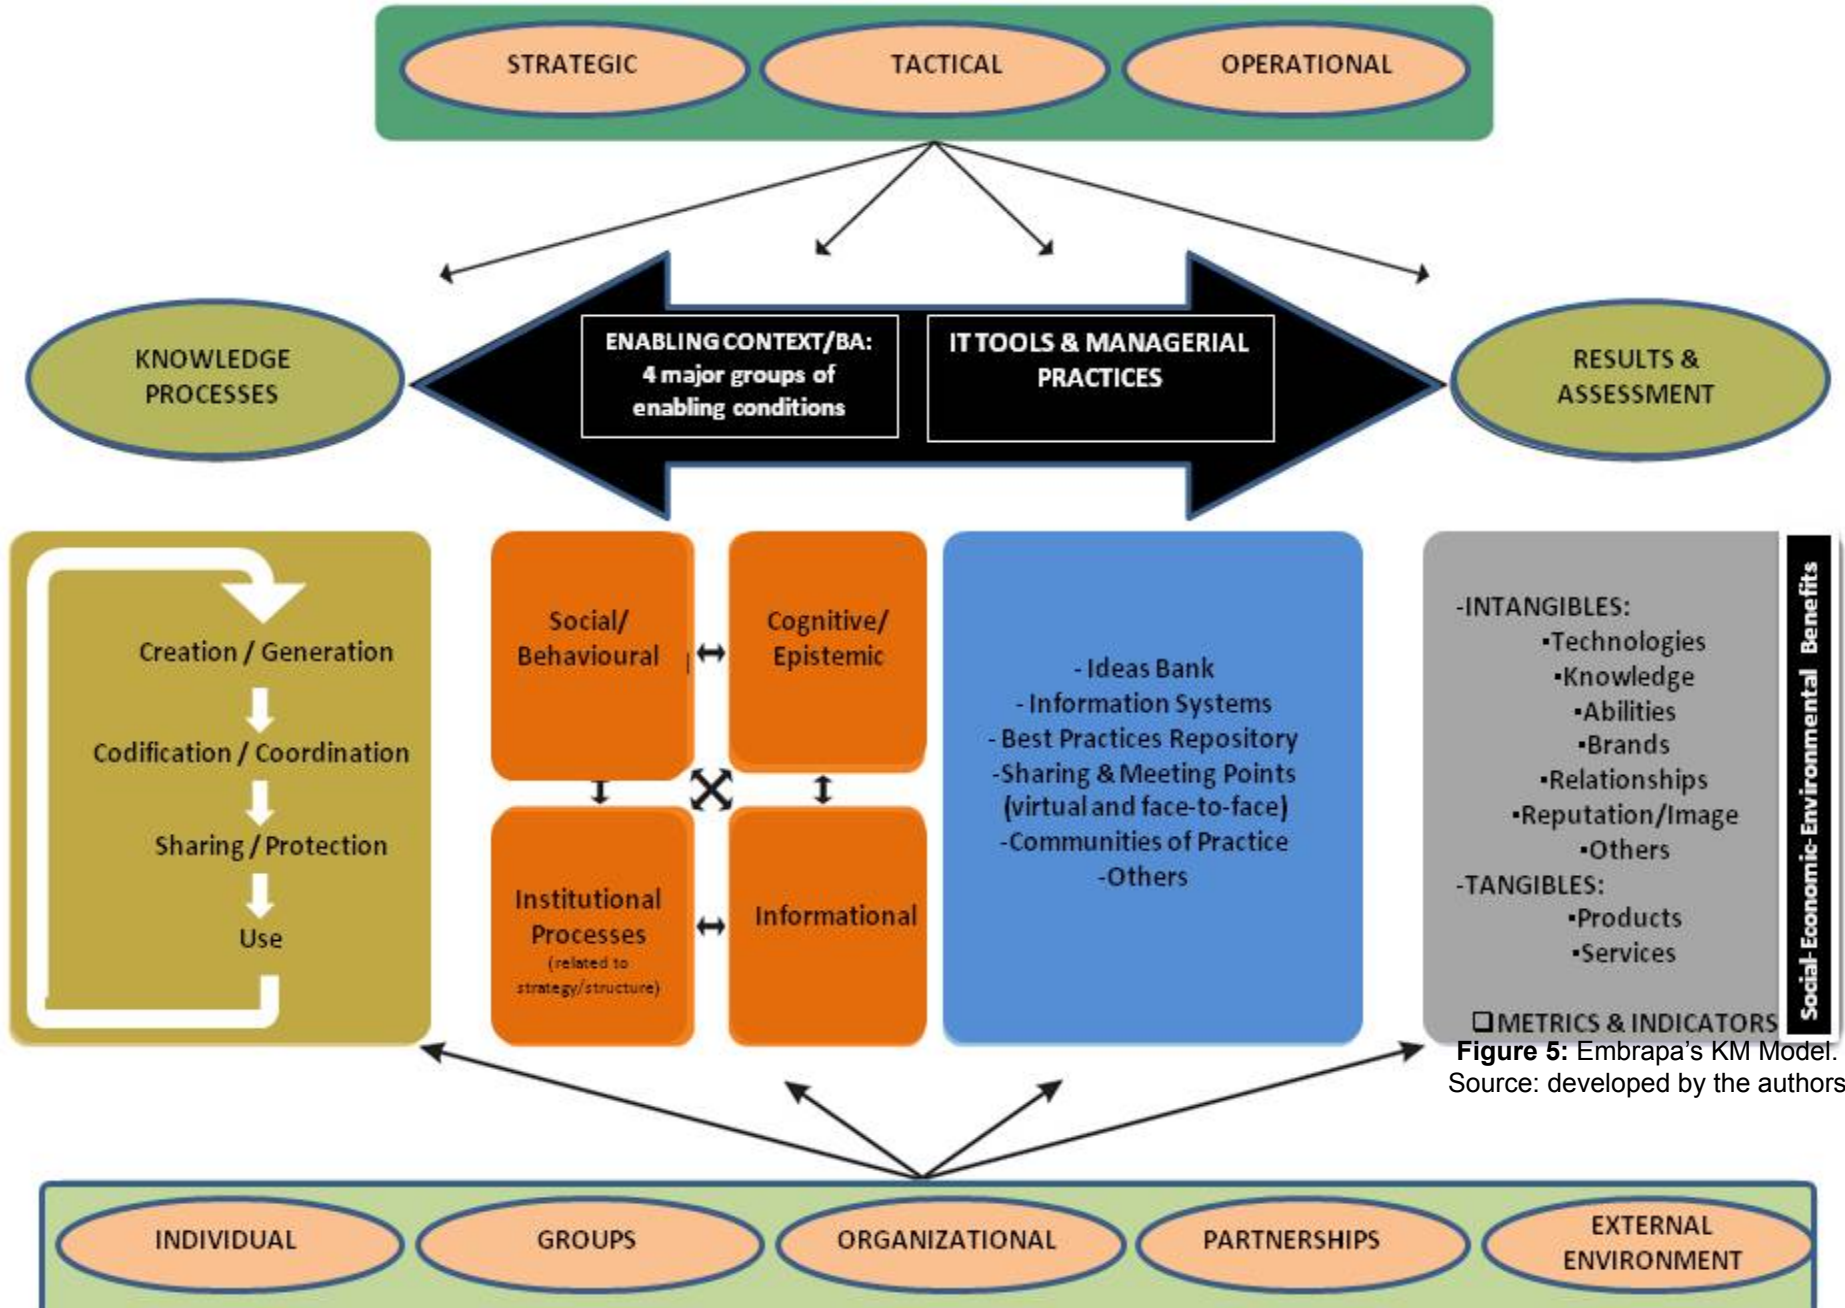 STRATEGIC
TACTICAL
OPERATIONAL
KNOWLEDGE
PROCESSES
ENABLING CONTEXT/BA:
4 major groups of
enabling conditions
IT TOOLS & MANAGERIAL
PRACTICES
RESULTS &
ASSESSMENT
Creation / Generation
Codification / Coordination
Sharing / Protection
Use
Social/
Behavioural
Cognitive/
Epistemic
Institutional
Processes
(related to
strategy/structure)
Informational
- Ideas Bank
- Information Systems
- Best Practices Repository
-Sharing & Meeting Points
(virtual and face-to-face)
-Communities of Practice
-Others
-INTANGIBLES:
▪Technologies
▪Knowledge
▪Abilities
▪Brands
▪Relationships
▪Reputation/Image
▪Others
-TANGIBLES:
▪Products
▪Services
❑METRICS & INDICATORS
Social-Economic-Environmental Benefits
Figure 5: Embrapa's KM Model.
Source: developed by the authors
INDIVIDUAL
GROUPS
ORGANIZATIONAL
PARTNERSHIPS
EXTERNAL
ENVIRONMENT